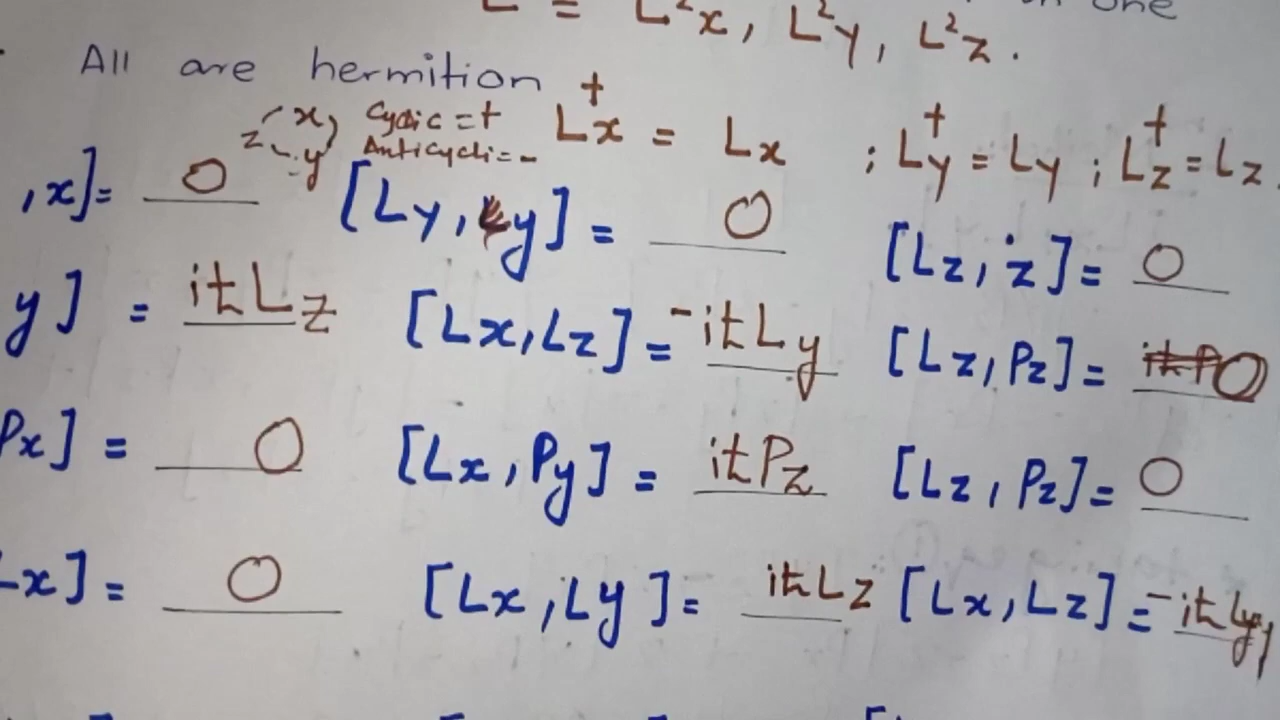 L = L²x, L²y, L²z.
All are hermition
x Cyclic = +
z y Anticyclic = -
L†x = Lx ; L†y = Ly ; L†z = Lz.
, x] = 0 [Ly, y] = 0 [Lz, z] = 0
y] = iħLz [Lx, Lz] = -iħLy [Lz, Pz] = 0
Px] = 0 [Lx, Py] = iħPz [Lz, Pz] = 0
Lx] = 0 [Lx, Ly] = iħLz [Lx, Lz] = -iħLy